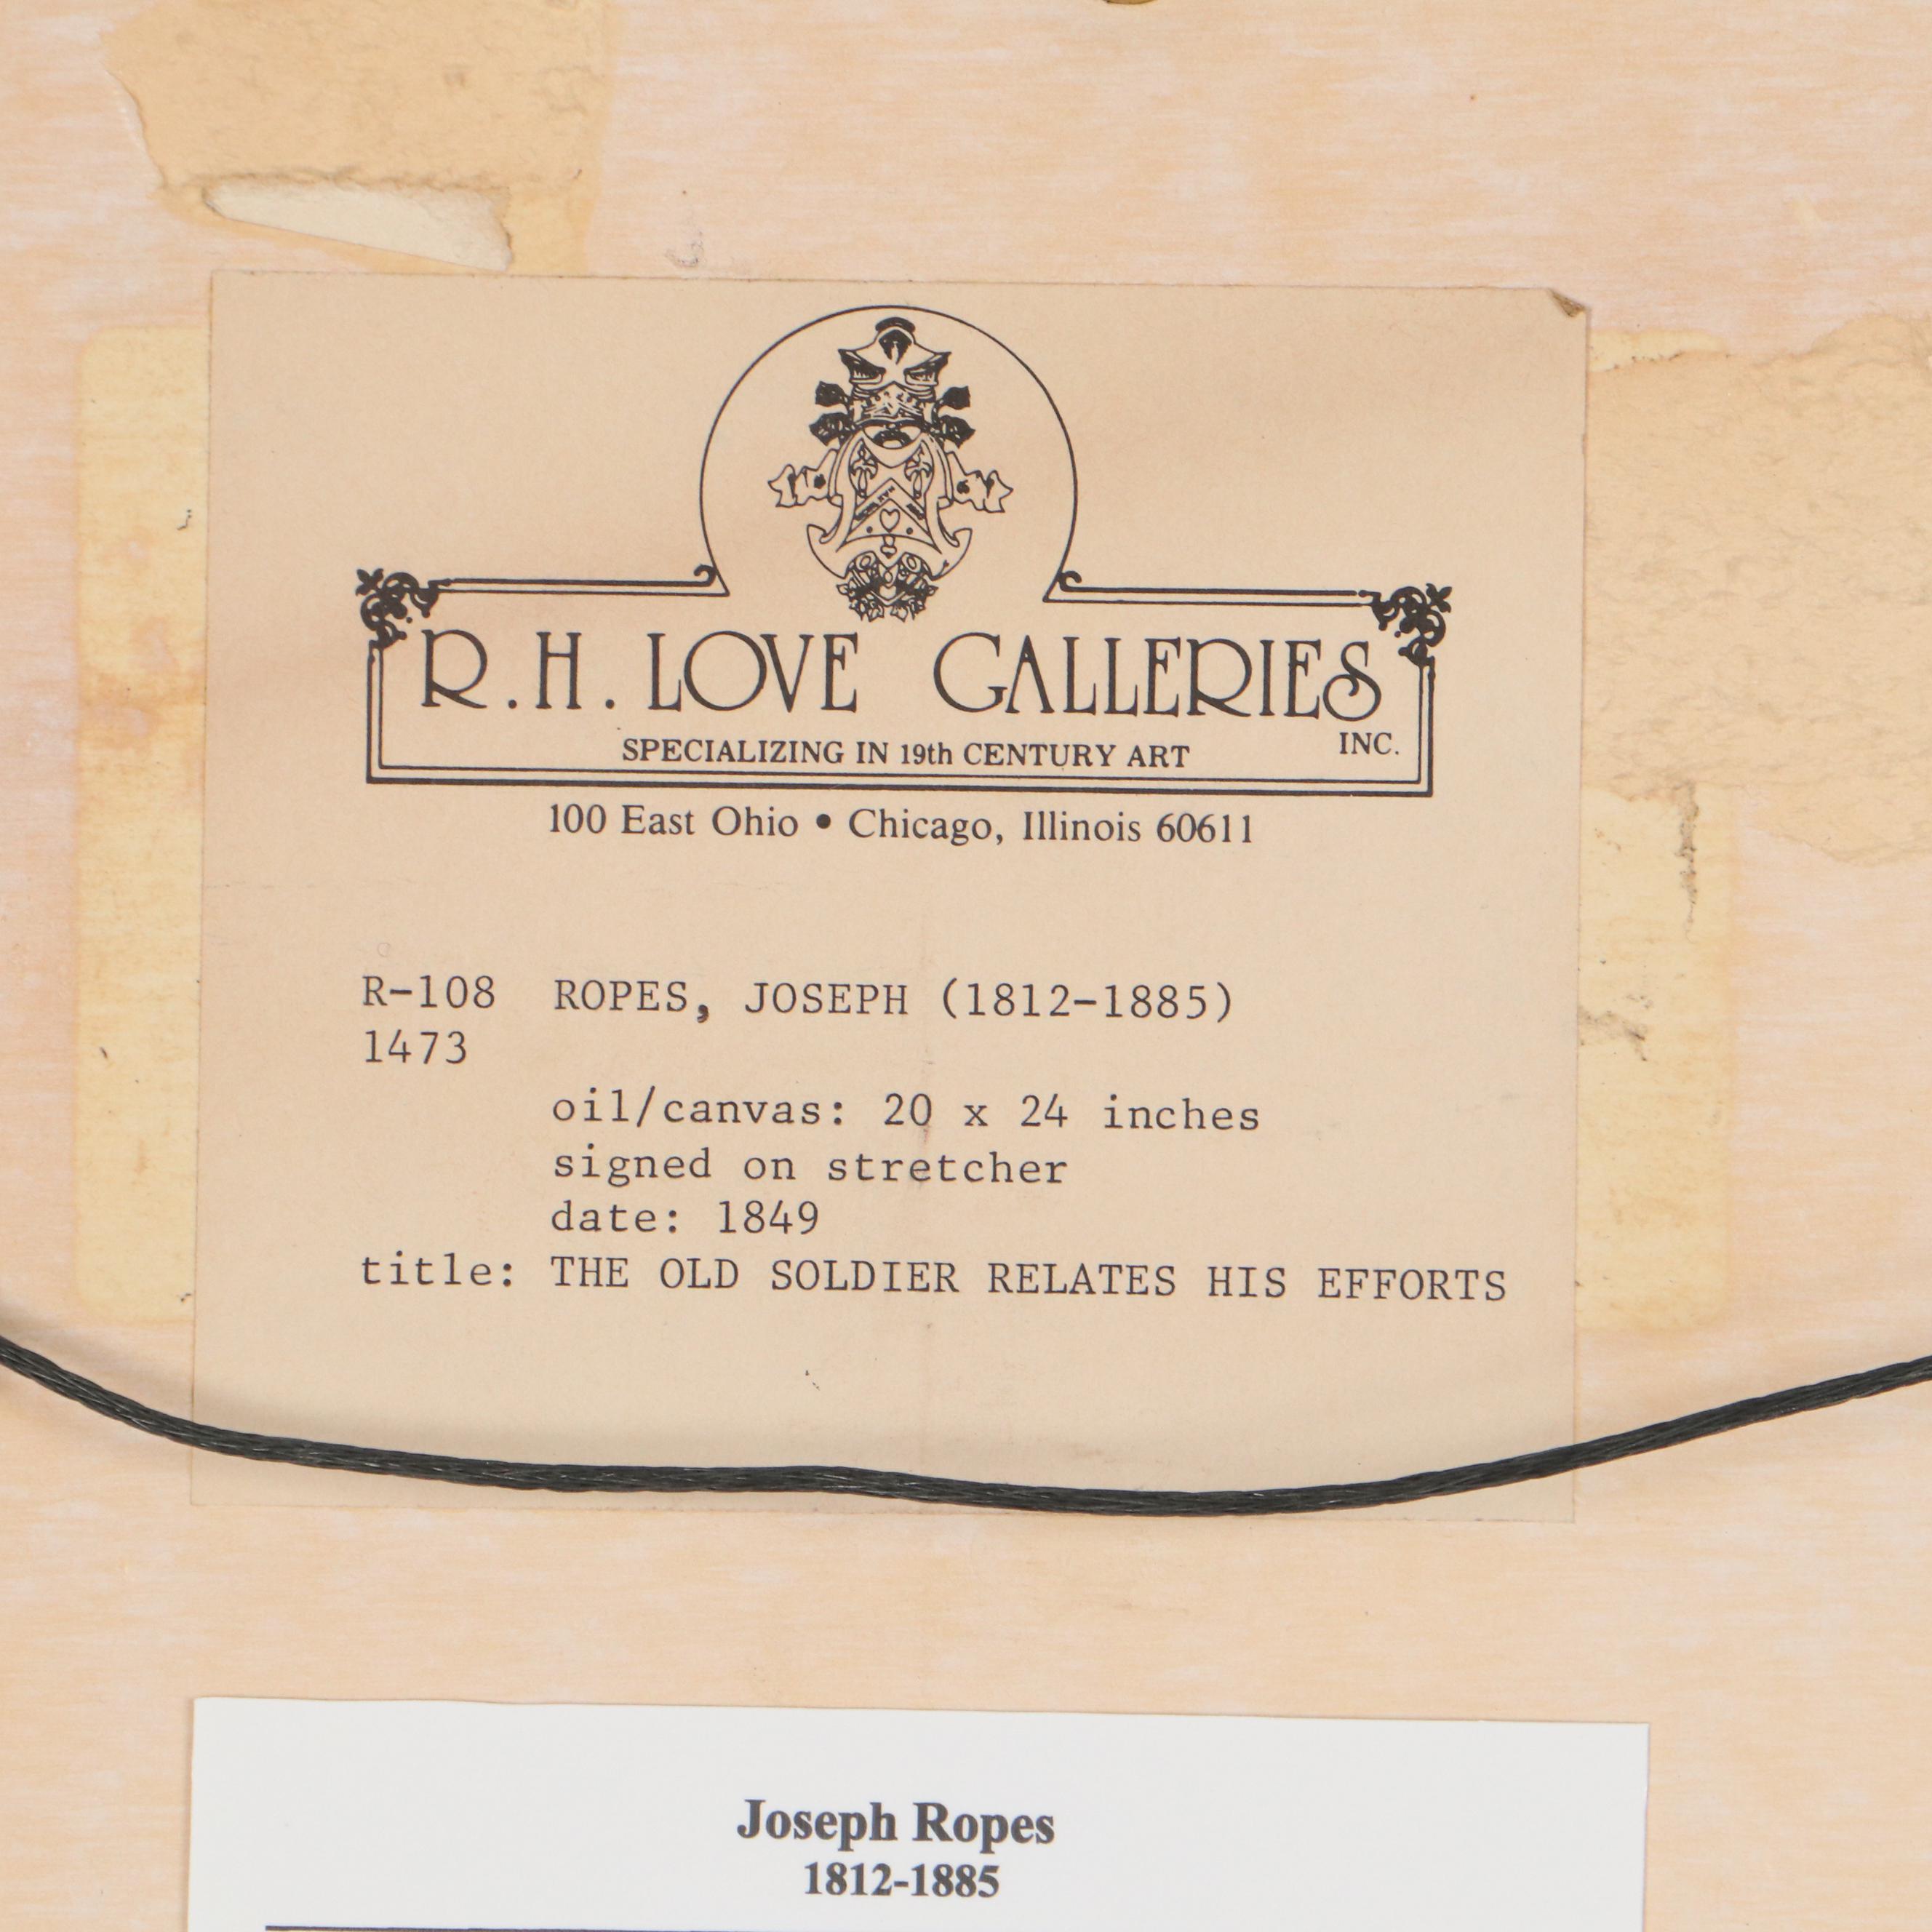 R.H. LOVE GALLERIES
INC.
SPECIALIZING IN 19th CENTURY ART
100 East Ohio • Chicago, Illinois 60611
R-108 ROPES, JOSEPH (1812-1885)
1473
oil/canvas: 20 x 24 inches
signed on stretcher
date: 1849
title: THE OLD SOLDIER RELATES HIS EFFORTS
Joseph Ropes
1812-1885